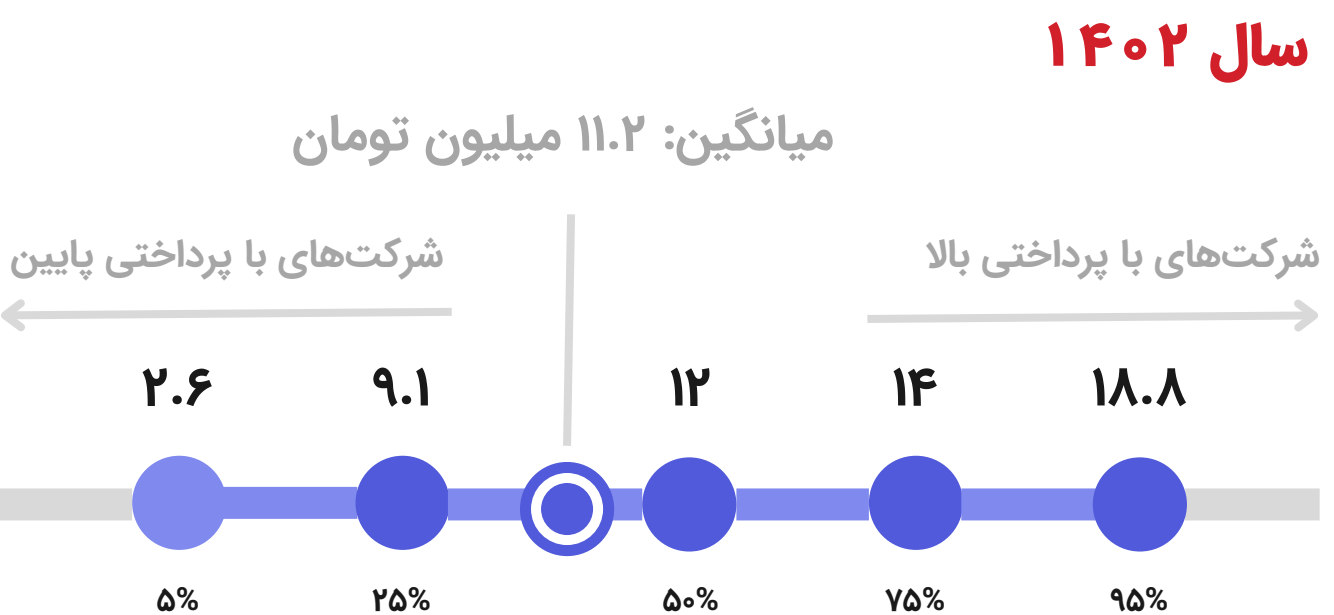 سال ۱۴۰۲
میانگین: ۱۱.۲ میلیون تومان
شرکت‌های با پرداختی بالا
شرکت‌های با پرداختی پایین
۲.۶ ۹.۱ ۱۲ ۱۴ ۱۸.۸
۵% ۲۵% ۵۰% ۷۵% ۹۵%